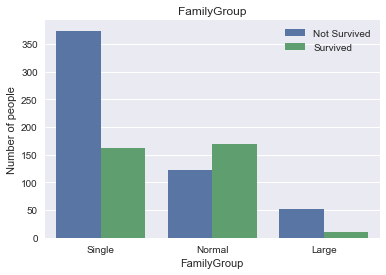 FamilyGroup
Not Survived
Survived
Number of people
350
300
250
200
150
100
50
0
Single Normal Large
FamilyGroup